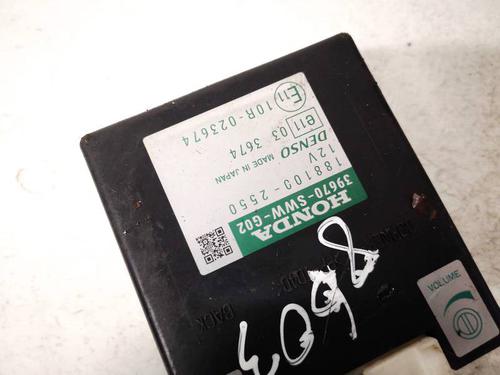 HONDA
39670-SWW-G02
188100-2550
12V
DENSO MADE IN JAPAN
e11 03 3674
E11 10R-023674
VOLUME
BACK
8603